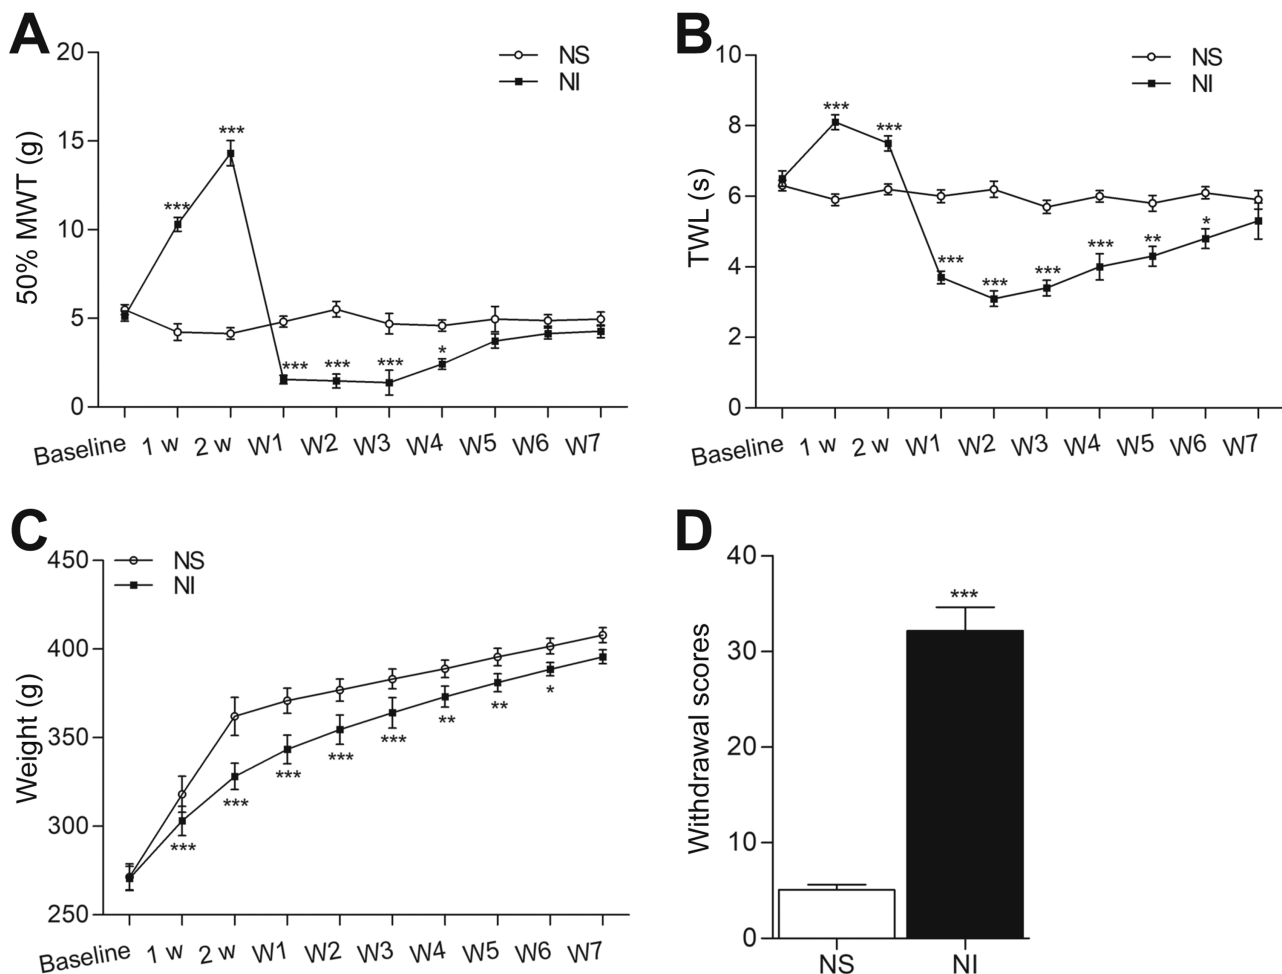 A
50% MWT (g)
20
15
10
5
0
NS
NI
***
***
***
***
***
*
Baseline
1 w
2 w
W1
W2
W3
W4
W5
W6
W7
B
TWL (s)
10
8
6
4
2
0
NS
NI
***
***
***
***
***
***
**
*
Baseline
1 w
2 w
W1
W2
W3
W4
W5
W6
W7
C
Weight (g)
450
400
350
300
250
NS
NI
***
***
***
***
***
**
**
*
Baseline
1 w
2 w
W1
W2
W3
W4
W5
W6
W7
D
Withdrawal scores
40
30
20
10
0
***
NS
NI